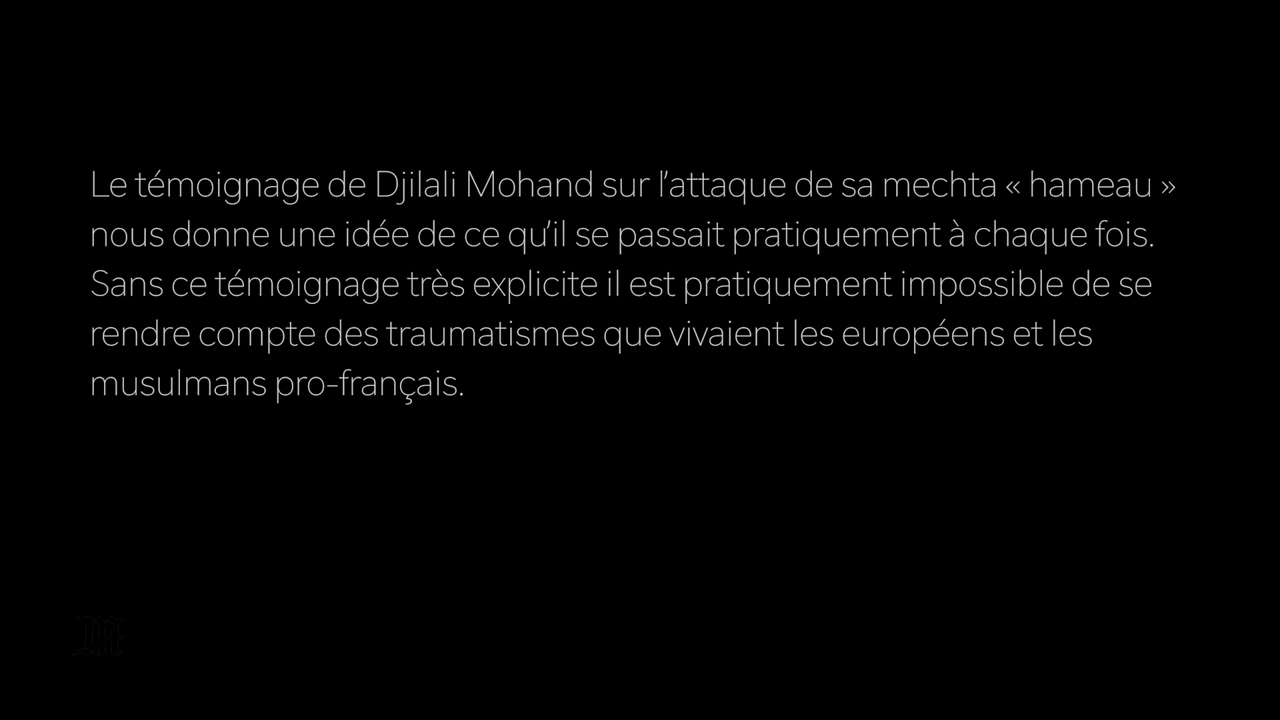 Le témoignage de Djilali Mohand sur l'attaque de sa mechta « hameau »
nous donne une idée de ce qu'il se passait pratiquement à chaque fois.
Sans ce témoignage très explicite il est pratiquement impossible de se
rendre compte des traumatismes que vivaient les européens et les
musulmans pro-français.
M